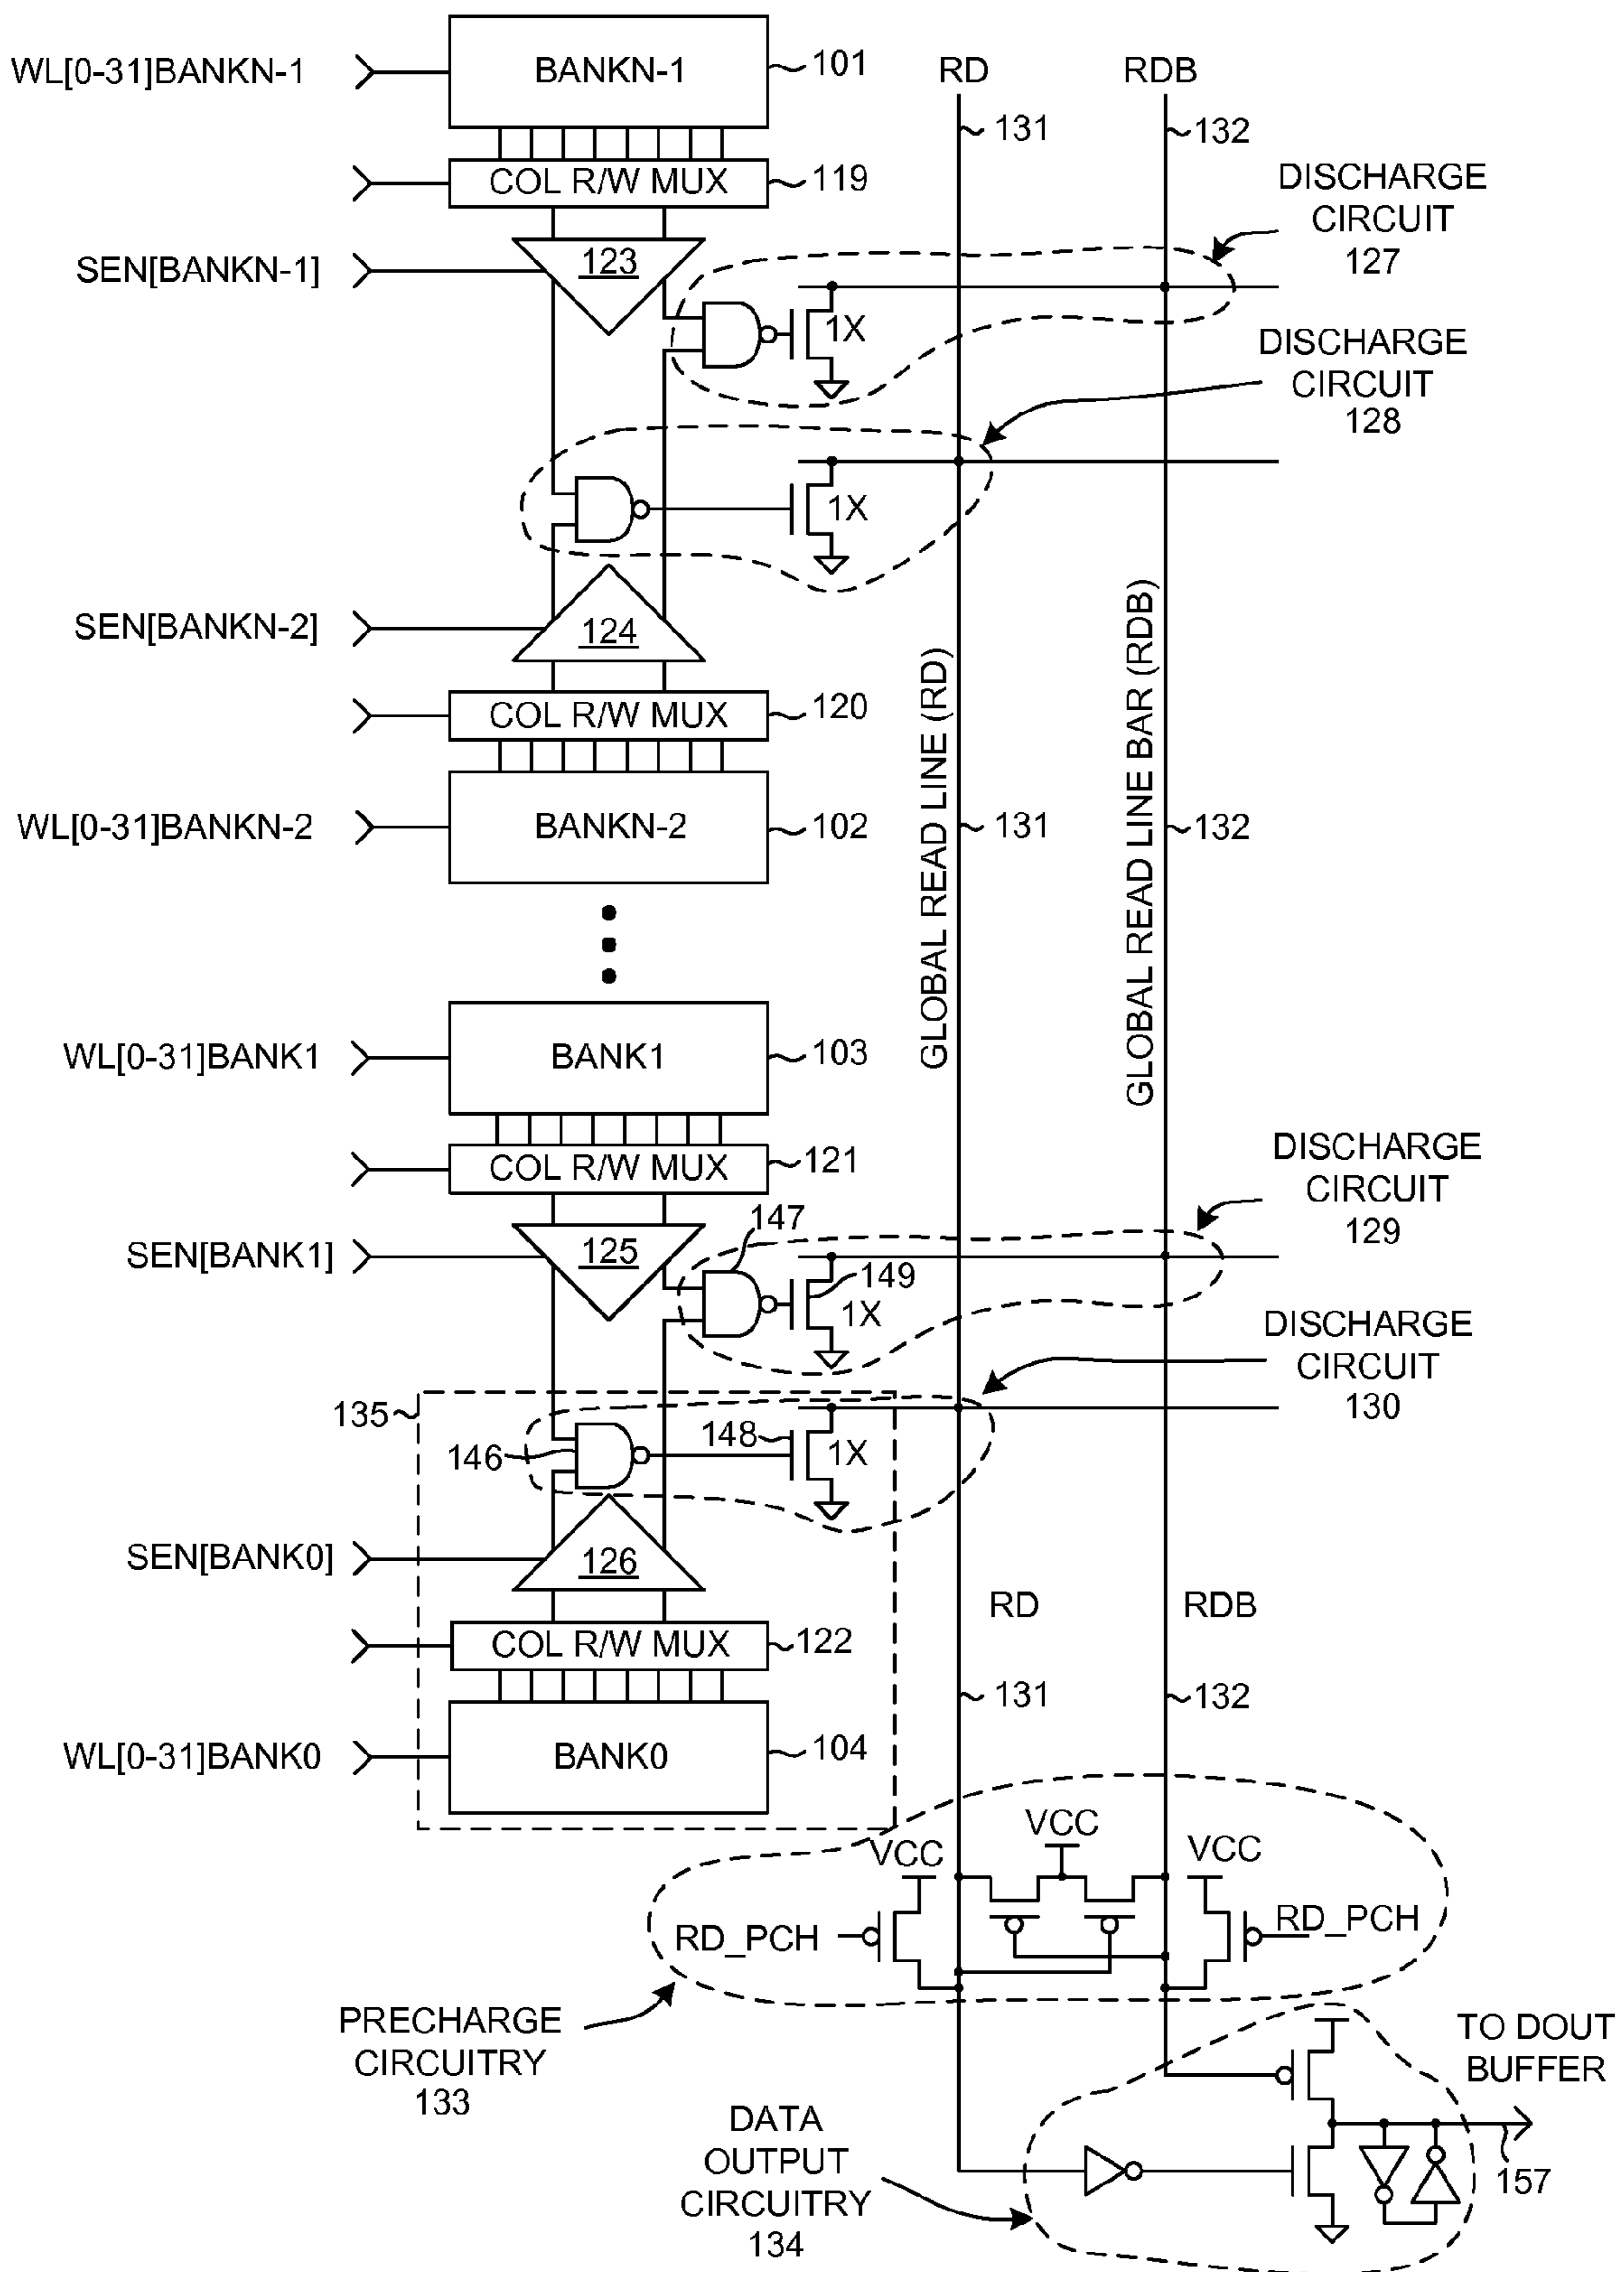 WL[0-31]BANKN-1
BANKN-1
101
RD
RDB
131
132
COL R/W MUX
119
DISCHARGE
CIRCUIT
127
SEN[BANKN-1]
123
1X
DISCHARGE
CIRCUIT
128
1X
SEN[BANKN-2]
124
COL R/W MUX
120
GLOBAL READ LINE (RD)
GLOBAL READ LINE BAR (RDB)
WL[0-31]BANKN-2
BANKN-2
102
131
132
WL[0-31]BANK1
BANK1
103
COL R/W MUX
121
DISCHARGE
CIRCUIT
129
SEN[BANK1]
125
147
149
1X
DISCHARGE
CIRCUIT
130
135
146
148
1X
SEN[BANK0]
126
RD
RDB
COL R/W MUX
122
131
132
WL[0-31]BANK0
BANK0
104
VCC
VCC
VCC
RD_PCH
RD_PCH
PRECHARGE
CIRCUITRY
133
TO DOUT
BUFFER
DATA
OUTPUT
CIRCUITRY
134
157